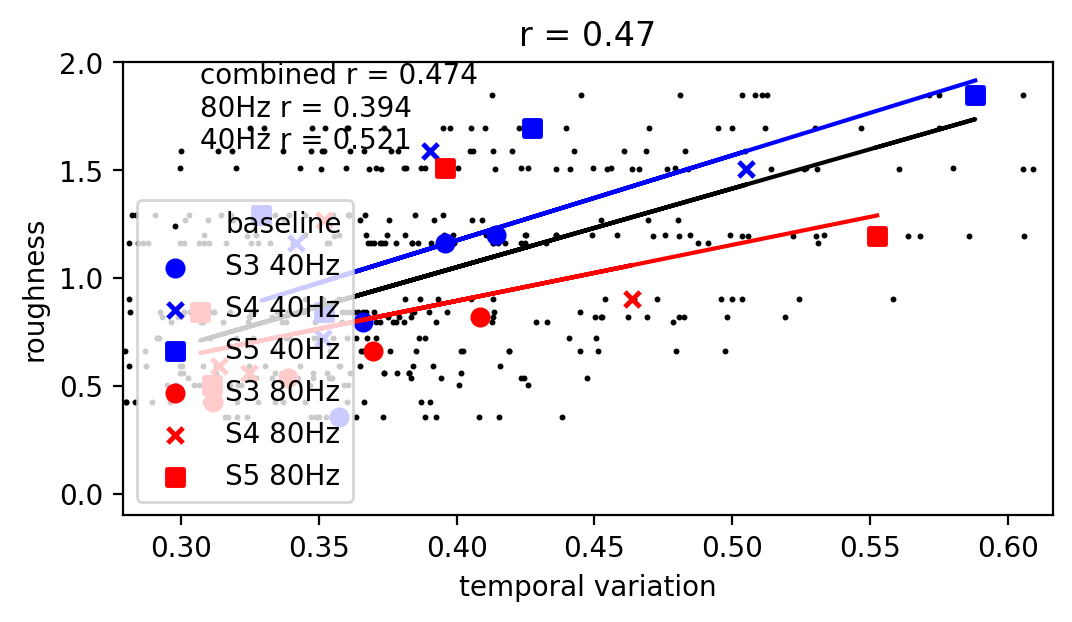 r = 0.47
combined r = 0.474
80Hz r = 0.394
40Hz r = 0.521
roughness
2.0
1.5
1.0
0.5
0.0
baseline
S3 40Hz
S4 40Hz
S5 40Hz
S3 80Hz
S4 80Hz
S5 80Hz
0.30 0.35 0.40 0.45 0.50 0.55 0.60
temporal variation